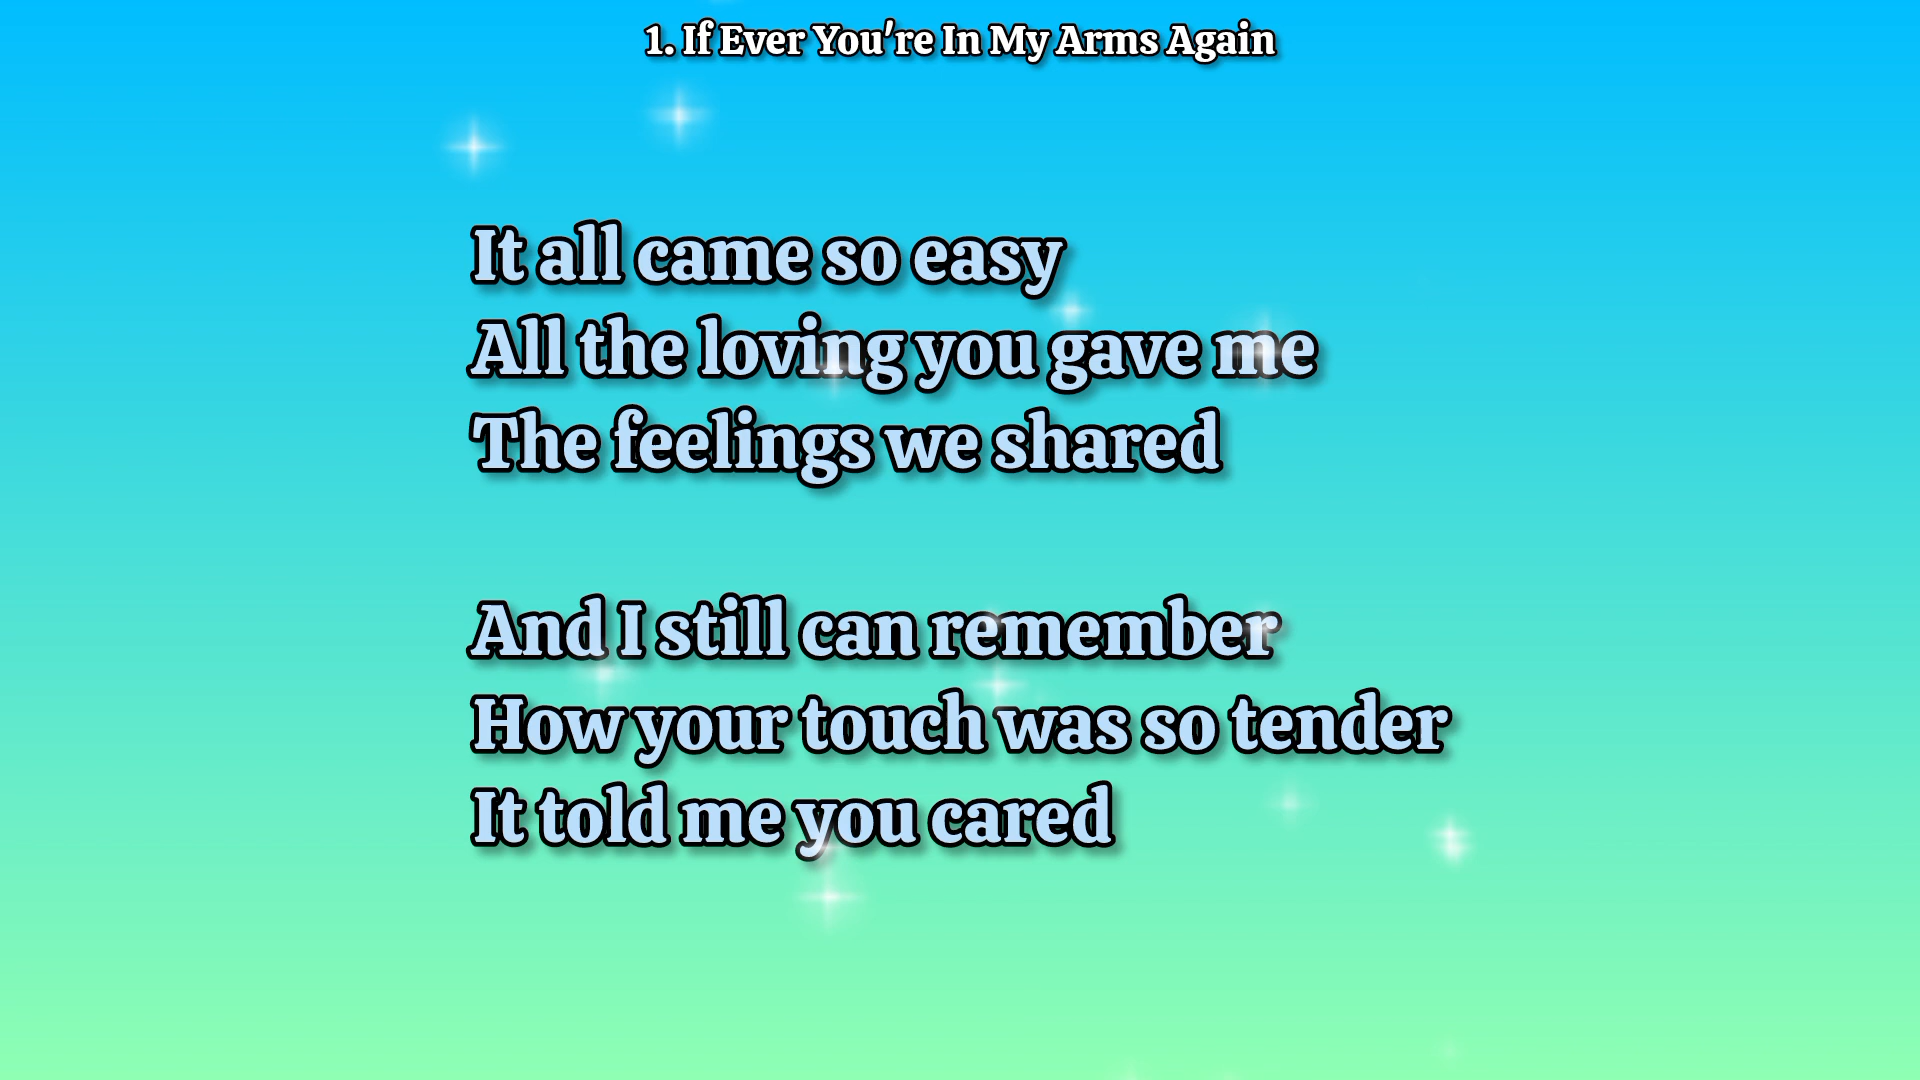 1. If Ever You're In My Arms Again
It all came so easy
All the loving you gave me
The feelings we shared
And I still can remember
How your touch was so tender
It told me you cared